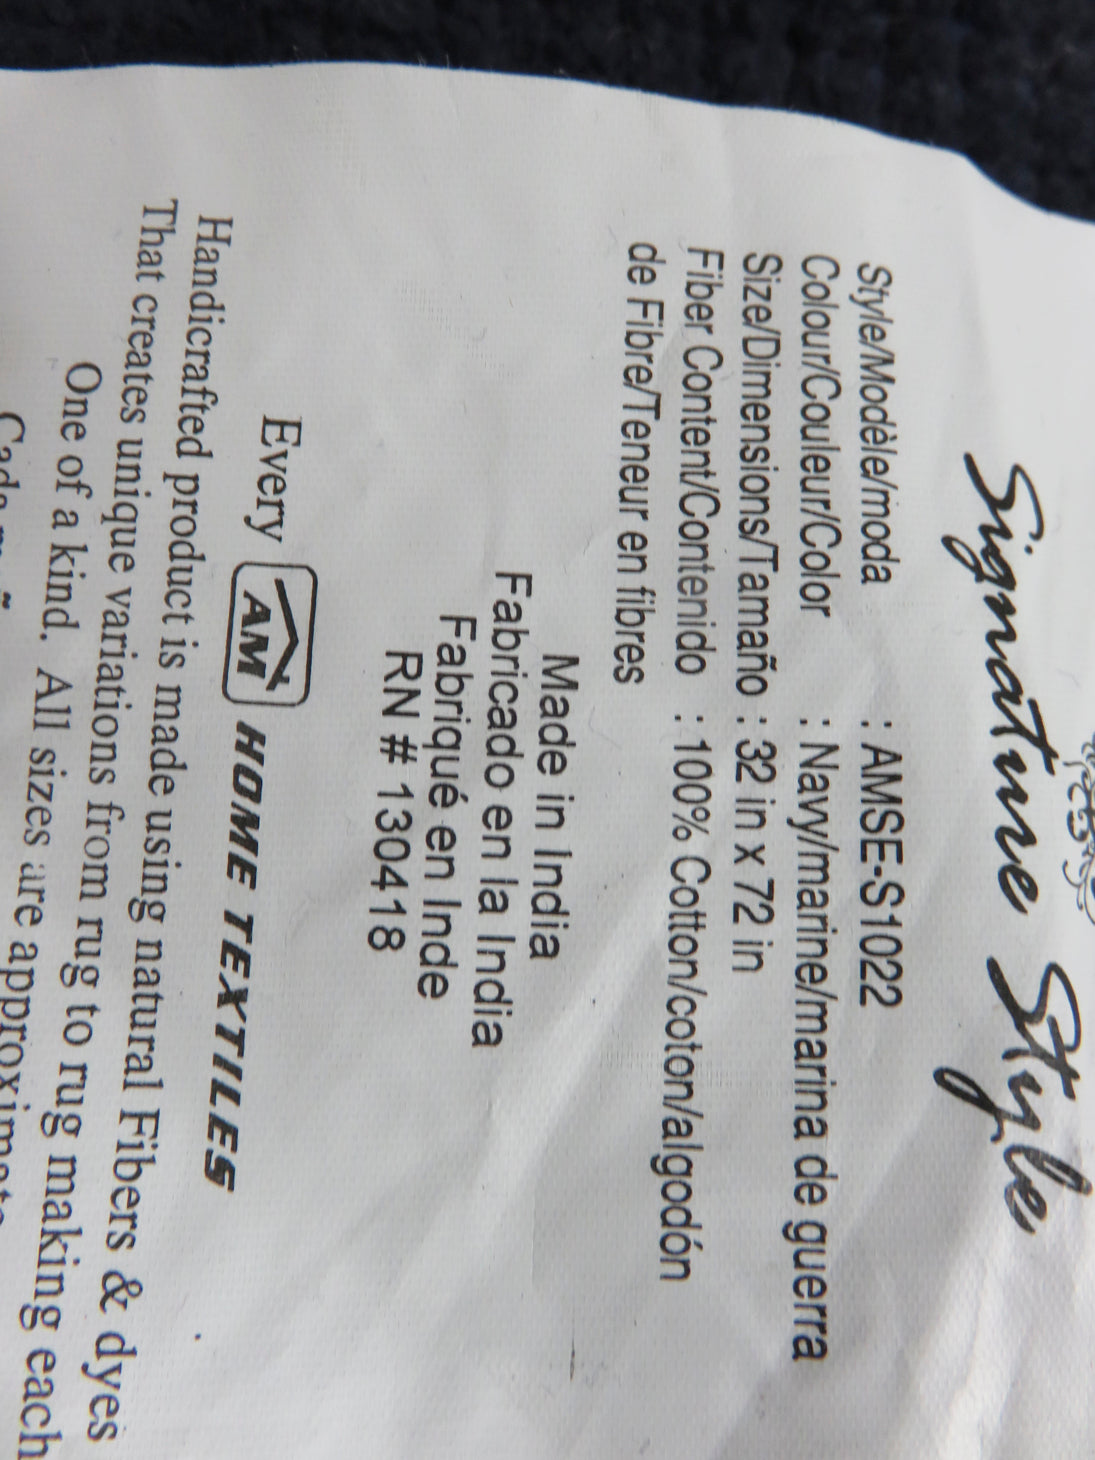 Signature Style
Style/Modèle/moda : AMSE-S1022
Colour/Couleur/Color : Navy/marine/marina de guerra
Size/Dimensions/Tamaño : 32 in x 72 in
Fiber Content/Contenido : 100% Cotton/coton/algodón
de Fibre/Teneur en fibres
Made in India
Fabricado en la India
Fabriqué en Inde
RN # 130418
Every AM HOME TEXTILES
Handicrafted product is made using natural Fibers & dyes
That creates unique variations from rug to rug making each
One of a kind. All sizes are approximate